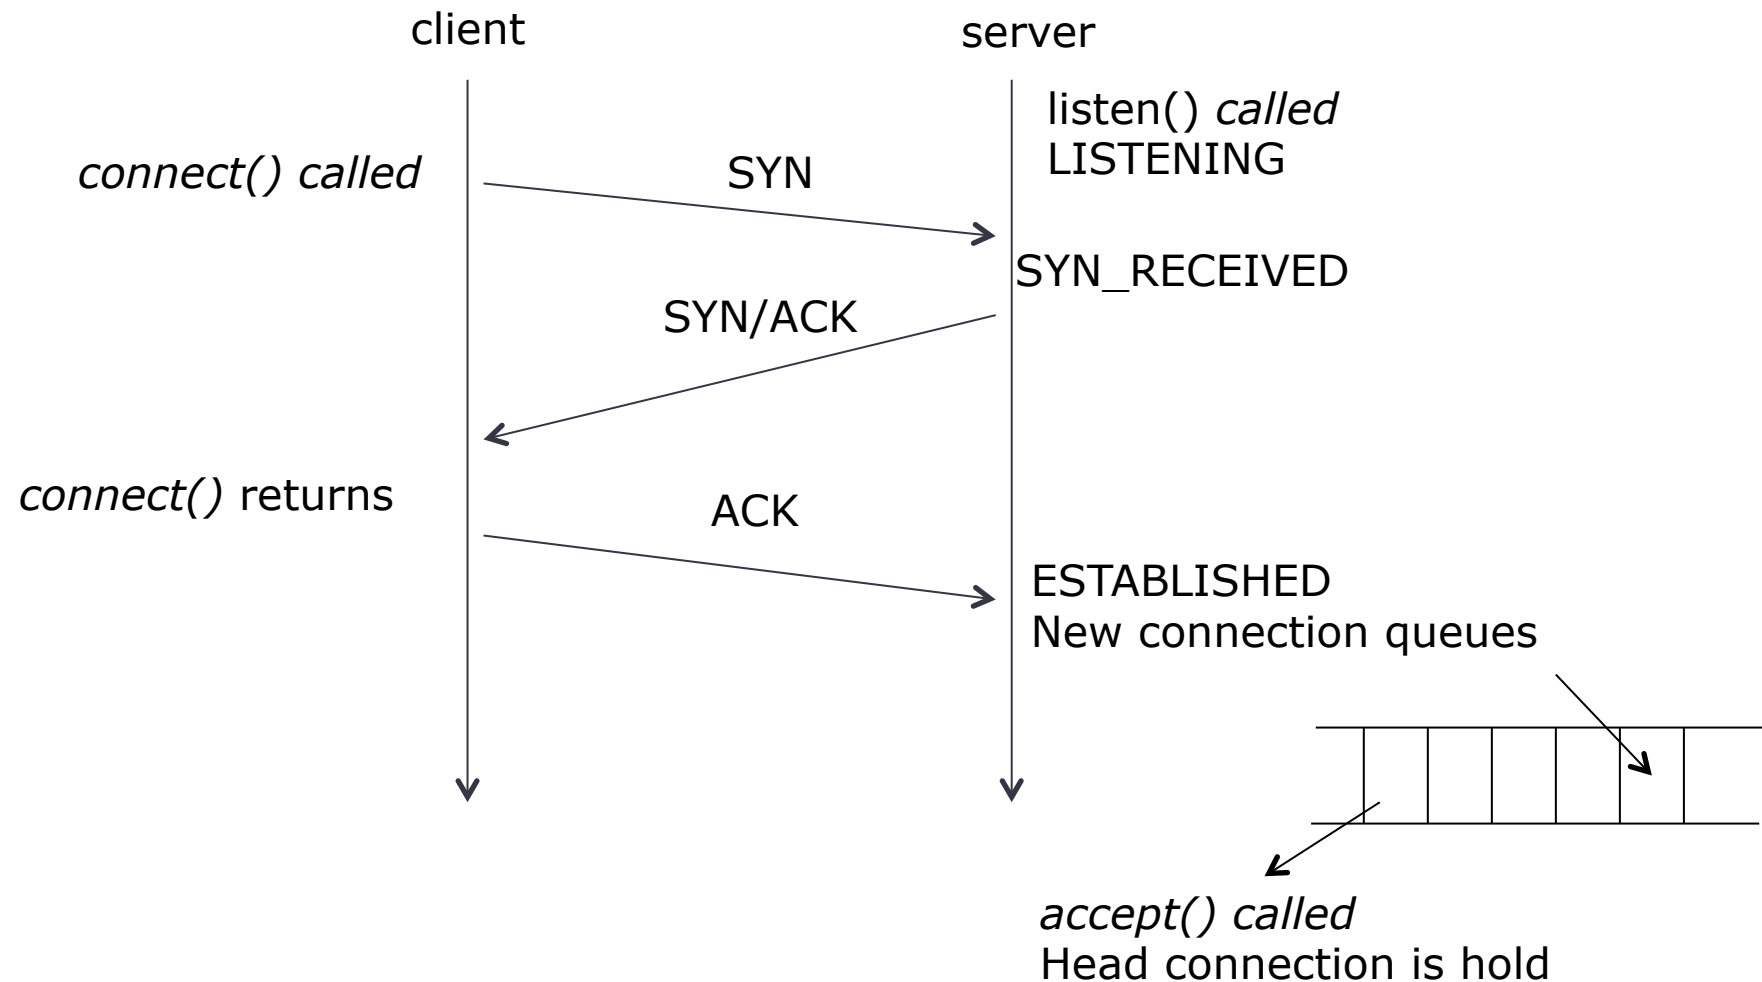 client
server
listen() called
LISTENING
connect() called
SYN
SYN_RECEIVED
SYN/ACK
connect() returns
ACK
ESTABLISHED
New connection queues
accept() called
Head connection is hold